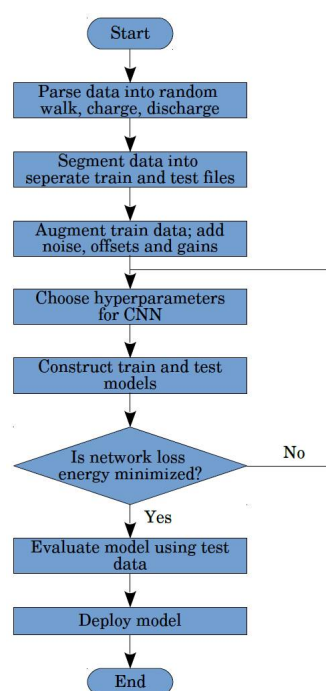 Start
Parse data into random
walk, charge, discharge
Segment data into
seperate train and test files
Augment train data; add
noise, offsets and gains
Choose hyperparameters
for CNN
Construct train and test
models
Is network loss
energy minimized?
No
Yes
Evaluate model using test
data
Deploy model
End